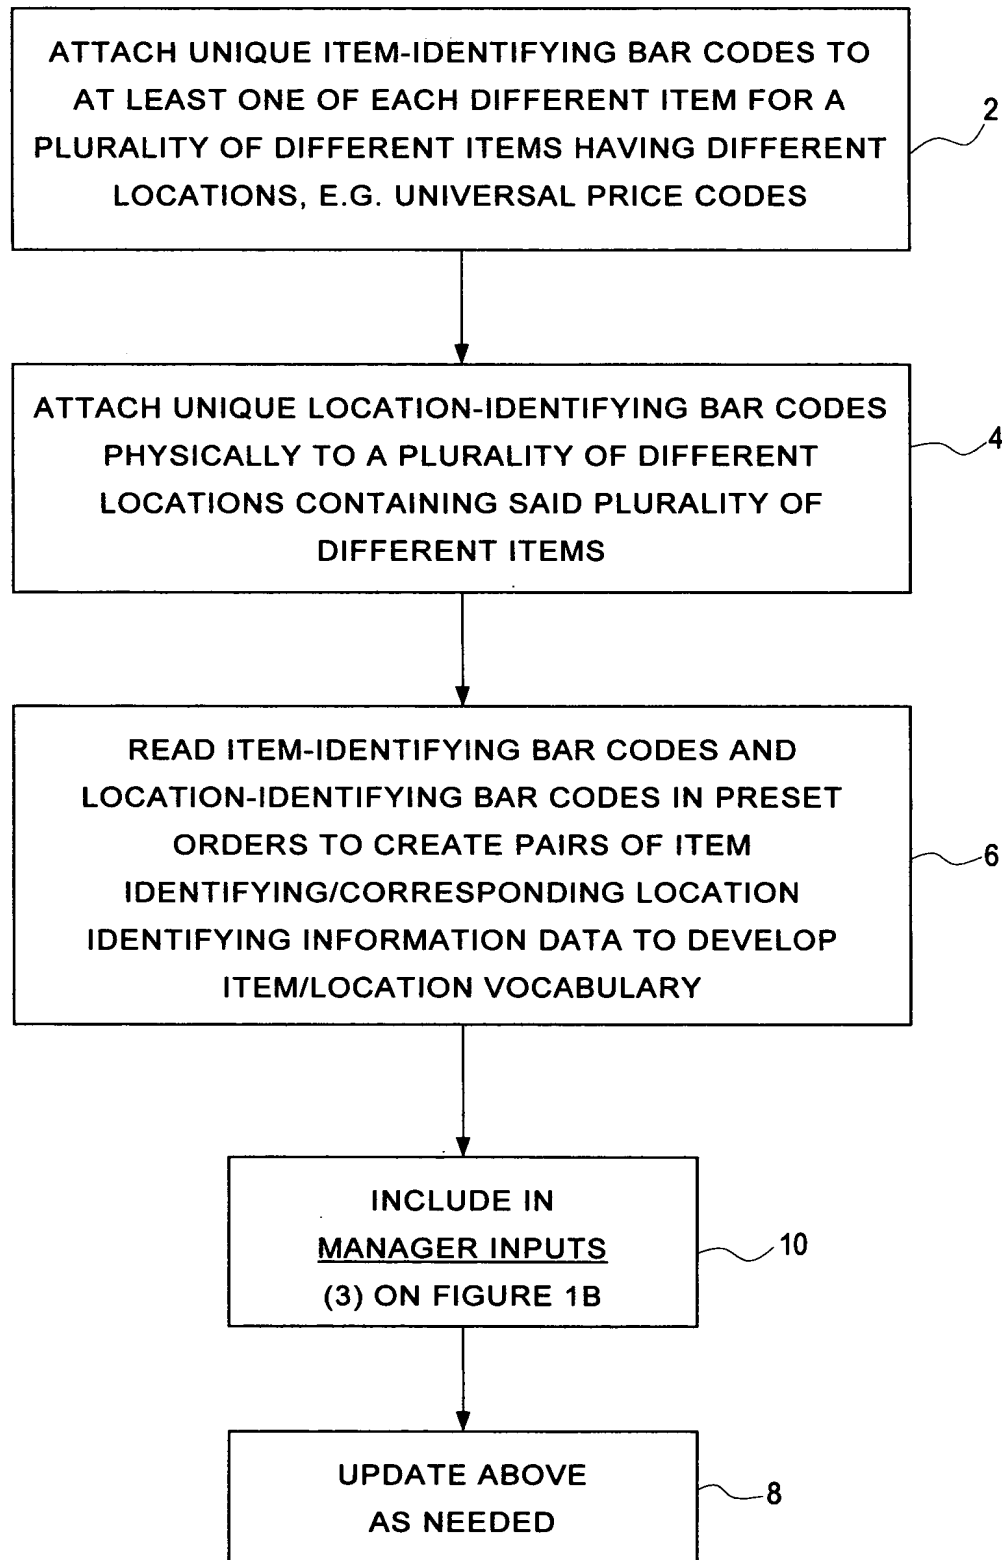 ATTACH UNIQUE ITEM-IDENTIFYING BAR CODES TO
AT LEAST ONE OF EACH DIFFERENT ITEM FOR A
PLURALITY OF DIFFERENT ITEMS HAVING DIFFERENT
LOCATIONS, E.G. UNIVERSAL PRICE CODES
2
ATTACH UNIQUE LOCATION-IDENTIFYING BAR CODES
PHYSICALLY TO A PLURALITY OF DIFFERENT
LOCATIONS CONTAINING SAID PLURALITY OF
DIFFERENT ITEMS
4
READ ITEM-IDENTIFYING BAR CODES AND
LOCATION-IDENTIFYING BAR CODES IN PRESET
ORDERS TO CREATE PAIRS OF ITEM
IDENTIFYING/CORRESPONDING LOCATION
IDENTIFYING INFORMATION DATA TO DEVELOP
ITEM/LOCATION VOCABULARY
6
INCLUDE IN
MANAGER INPUTS
(3) ON FIGURE 1B
10
UPDATE ABOVE
AS NEEDED
8